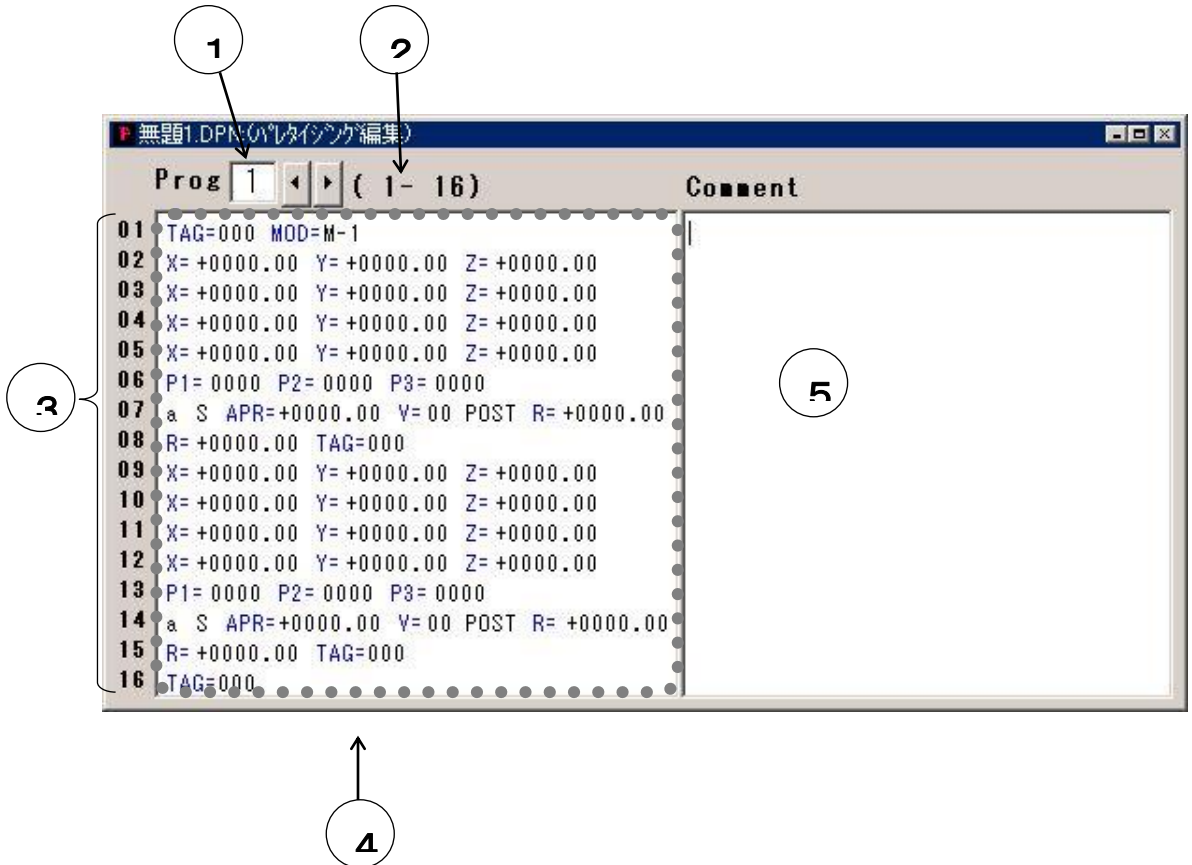 1
2
無題1.DPN:(ﾊﾟﾚﾀｲｼﾞﾝｸﾞ編集)
Prog 1 ( 1- 16)
Comment
01 TAG=000 MOD=M-1
02 X=+0000.00 Y=+0000.00 Z=+0000.00
03 X=+0000.00 Y=+0000.00 Z=+0000.00
04 X=+0000.00 Y=+0000.00 Z=+0000.00
05 X=+0000.00 Y=+0000.00 Z=+0000.00
06 P1=0000 P2=0000 P3=0000
07 a S APR=+0000.00 V=00 POST R=+0000.00
08 R=+0000.00 TAG=000
09 X=+0000.00 Y=+0000.00 Z=+0000.00
10 X=+0000.00 Y=+0000.00 Z=+0000.00
11 X=+0000.00 Y=+0000.00 Z=+0000.00
12 X=+0000.00 Y=+0000.00 Z=+0000.00
13 P1=0000 P2=0000 P3=0000
14 a S APR=+0000.00 V=00 POST R= +0000.00
15 R=+0000.00 TAG=000
16 TAG=000
3
5
4